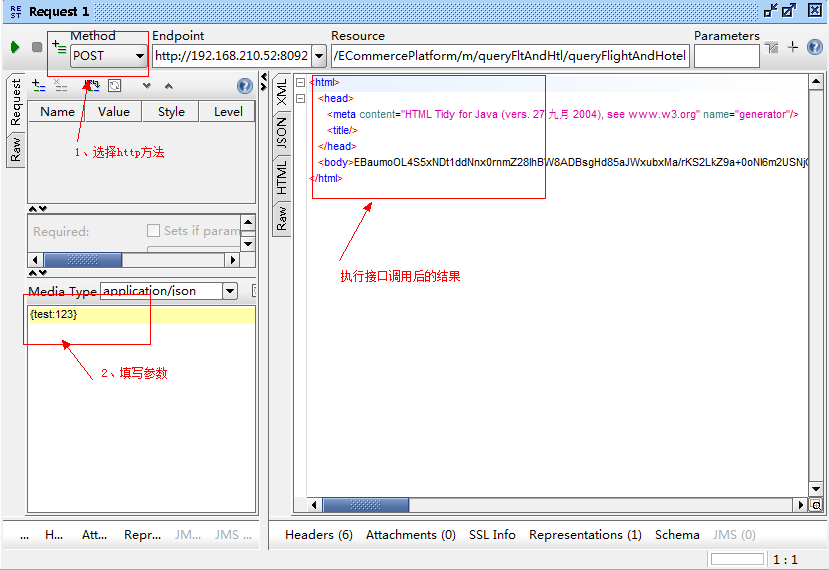 REST Request 1
Method Endpoint Resource Parameters
POST http://192.168.210.52:8092 /ECommercePlatform/m/queryFltAndHtl/queryFlightAndHotel
Request
Raw
Name Value Style Level
1、选择http方法
Required: Sets if param
Media Type application/json
{test:123}
2、填写参数
XML
JSON
HTML
Raw
<html>
<head>
<meta content="HTML Tidy for Java (vers. 27 九月 2004), see www.w3.org" name="generator"/>
<title/>
</head>
<body>EBaumoOL4S5xNDt1ddNnx0rnmZ28lhBW8ADBsgHd85aJWxubxMa/rKS2LkZ9a+0oNl6m2USNj
</html>
执行接口调用后的结果
... H... Att... Repr... JM... JMS ...
Headers (6) Attachments (0) SSL Info Representations (1) Schema JMS (0)
1 : 1